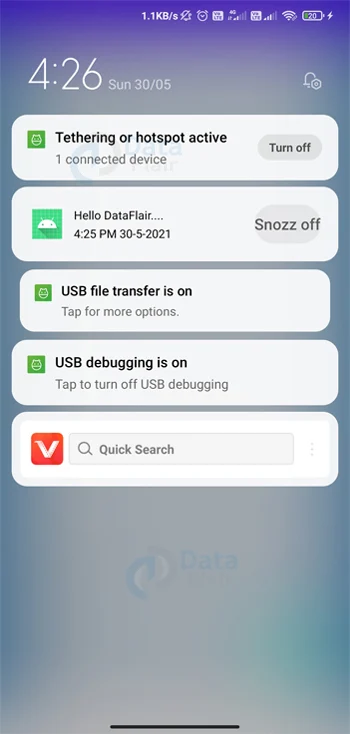 1.1KB/s 20
4:26 Sun 30/05
Tethering or hotspot active
1 connected device
Turn off
Hello DataFlair....
4:25 PM 30-5-2021
Snozz off
USB file transfer is on
Tap for more options.
USB debugging is on
Tap to turn off USB debugging
Quick Search
Data
Flair